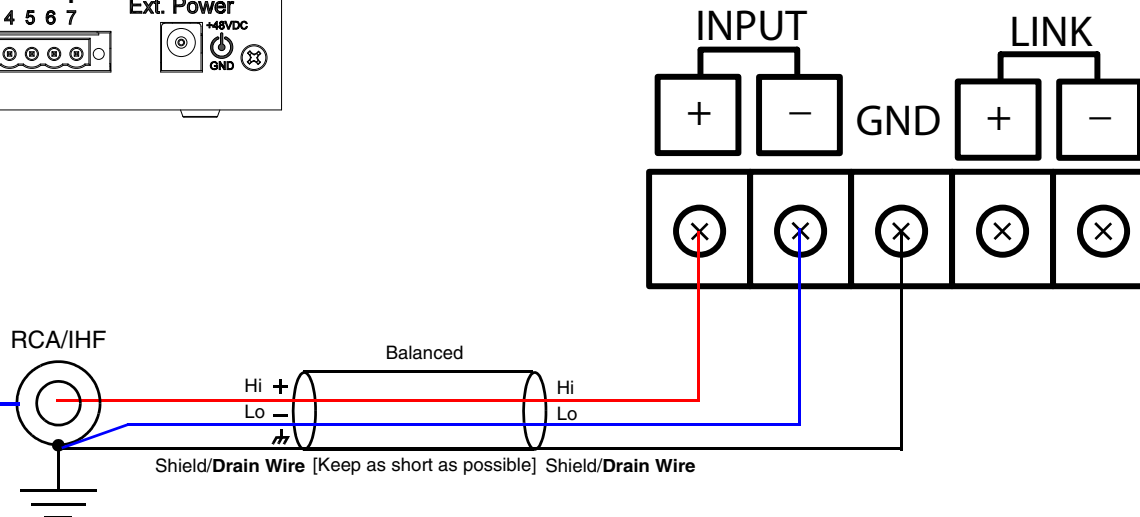 Ext. Power
4 5 6 7
+48VDC
GND
INPUT
LINK
+ − GND + −
RCA/IHF
Balanced
Hi + Hi
Lo − Lo
Shield/Drain Wire [Keep as short as possible] Shield/Drain Wire